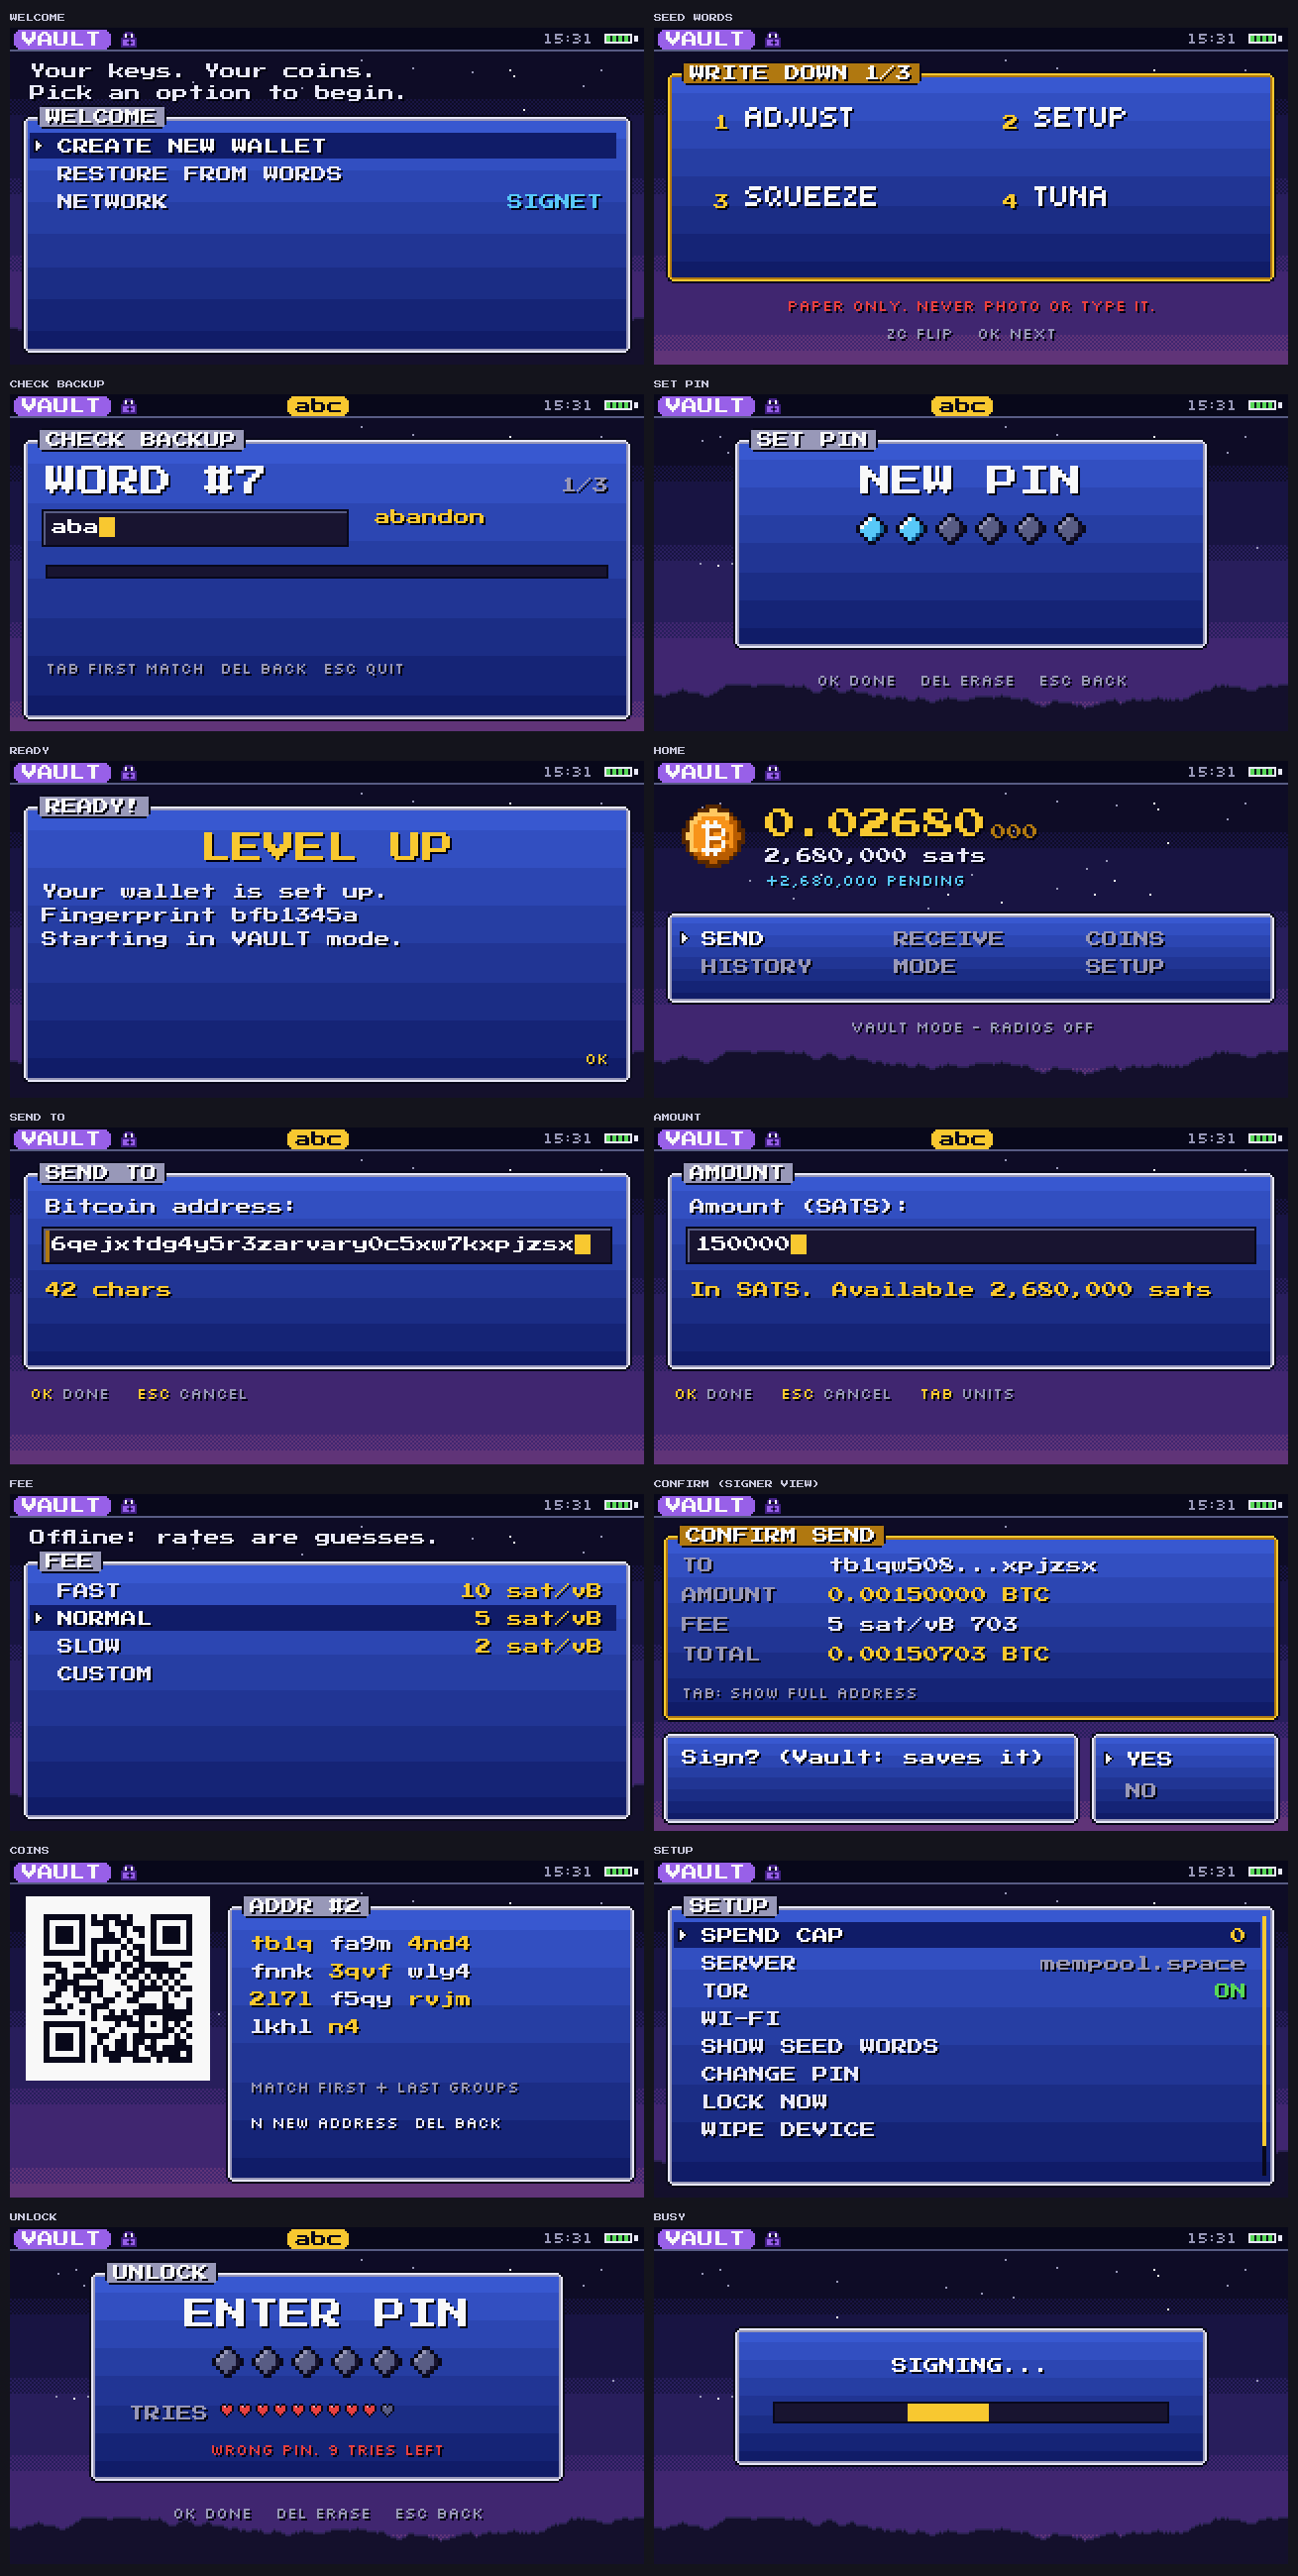 WELCOME
VAULT 15:31
Your keys. Your coins.
Pick an option to begin.
WELCOME
CREATE NEW WALLET
RESTORE FROM WORDS
NETWORK SIGNET
SEED WORDS
VAULT 15:31
WRITE DOWN 1/3
1 ADJUST 2 SETUP
3 SQUEEZE 4 TUNA
PAPER ONLY. NEVER PHOTO OR TYPE IT.
FLIP OK NEXT
CHECK BACKUP
VAULT abc 15:31
CHECK BACKUP
WORD #7 1/3
aba abandon
TAB FIRST MATCH DEL BACK ESC QUIT
SET PIN
VAULT abc 15:31
SET PIN
NEW PIN
OK DONE DEL ERASE ESC BACK
READY
VAULT 15:31
READY!
LEVEL UP
Your wallet is set up.
Fingerprint bfb1345a
Starting in VAULT mode.
OK
HOME
VAULT 15:31
0.02680000
2,680,000 sats
+2,680,000 PENDING
SEND RECEIVE COINS
HISTORY MODE SETUP
VAULT MODE - RADIOS OFF
SEND TO
VAULT abc 15:31
SEND TO
Bitcoin address:
6qejxtdg4y5r3zarvary0c5xw7kxpjzsx
42 chars
OK DONE ESC CANCEL
AMOUNT
VAULT abc 15:31
AMOUNT
Amount (SATS):
150000
In SATS. Available 2,680,000 sats
OK DONE ESC CANCEL TAB UNITS
FEE
VAULT 15:31
Offline: rates are guesses.
FEE
FAST 10 sat/vB
NORMAL 5 sat/vB
SLOW 2 sat/vB
CUSTOM
CONFIRM (SIGNER VIEW)
VAULT 15:31
CONFIRM SEND
TO tb1qw508...xpjzsx
AMOUNT 0.00150000 BTC
FEE 5 sat/vB 703
TOTAL 0.00150703 BTC
TAB: SHOW FULL ADDRESS
Sign? (Vault: saves it)
YES
NO
COINS
VAULT 15:31
ADDR #2
tb1q fa9m 4nd4
fnnk 3qvf wly4
2l7l f5qy rvjm
lkhl n4
MATCH FIRST + LAST GROUPS
N NEW ADDRESS DEL BACK
SETUP
VAULT 15:31
SETUP
SPEND CAP 0
SERVER mempool.space
TOR ON
WI-FI
SHOW SEED WORDS
CHANGE PIN
LOCK NOW
WIPE DEVICE
UNLOCK
VAULT abc 15:31
UNLOCK
ENTER PIN
TRIES
WRONG PIN. 9 TRIES LEFT
OK DONE DEL ERASE ESC BACK
BUSY
VAULT 15:31
SIGNING...